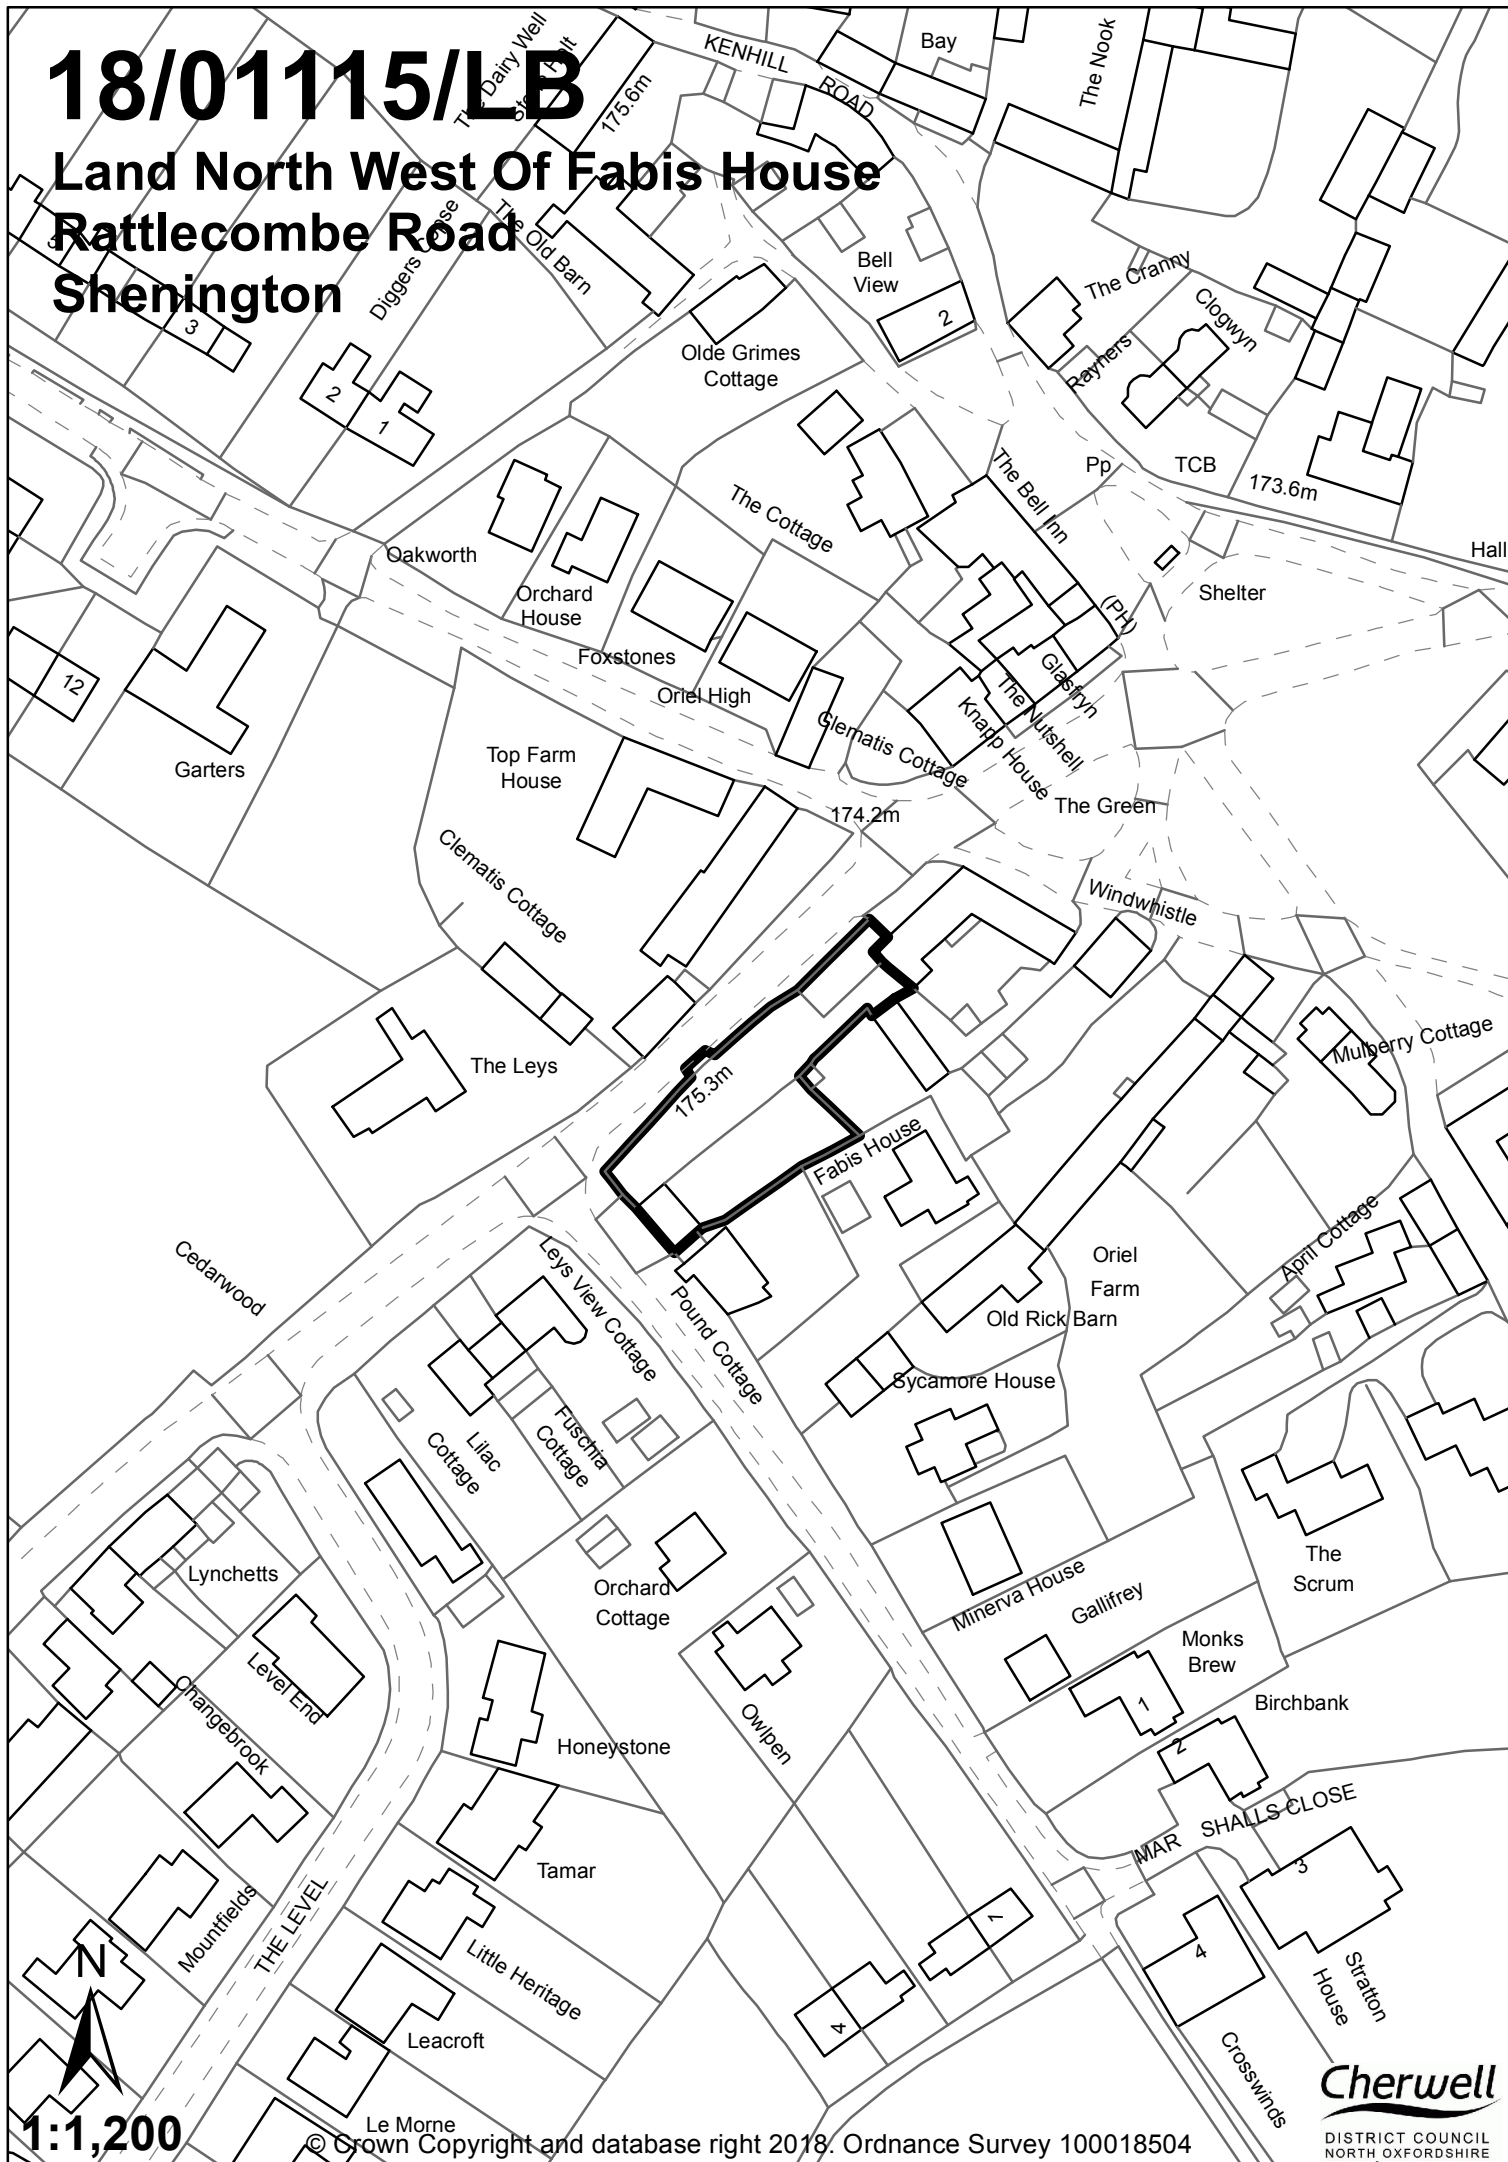 18/01115/LB
Land North West Of Fabis House
Rattlecombe Road
Shenington
The Dairy Well
175.6m
KENHILL
ROAD
Bay
The Nook
5
3
Diggers Copse
The Old Barn
2
1
Olde Grimes
Cottage
Bell
View
2
The Cranny
Clogwyn
Rayners
Pp
TCB
173.6m
Hall
The Bell Inn
(PH)
Shelter
The Cottage
Oakworth
Orchard
House
Foxstones
Oriel High
12
Garters
Top Farm
House
Clematis Cottage
Glasfryn
The Nutshell
Knapp House
The Green
174.2m
Clematis Cottage
Windwhistle
The Leys
175.3m
Mulberry Cottage
Fabis House
Cedarwood
Leys View Cottage
Pound Cottage
Oriel
Farm
Old Rick Barn
April Cottage
Sycamore House
Lilac
Cottage
Fuschia
Cottage
Lynchetts
Orchard
Cottage
The
Scrum
Minerva House
Gallifrey
Monks
Brew
1
Birchbank
2
Level End
Changebrook
Honeystone
Owlpen
MAR SHALLS CLOSE
3
Tamar
Mountfields
THE LEVEL
Little Heritage
1
4
4
Stratton
House
Leacroft
Crosswinds
N
Le Morne
1:1,200
© Crown Copyright and database right 2018. Ordnance Survey 100018504
Cherwell
DISTRICT COUNCIL
NORTH OXFORDSHIRE